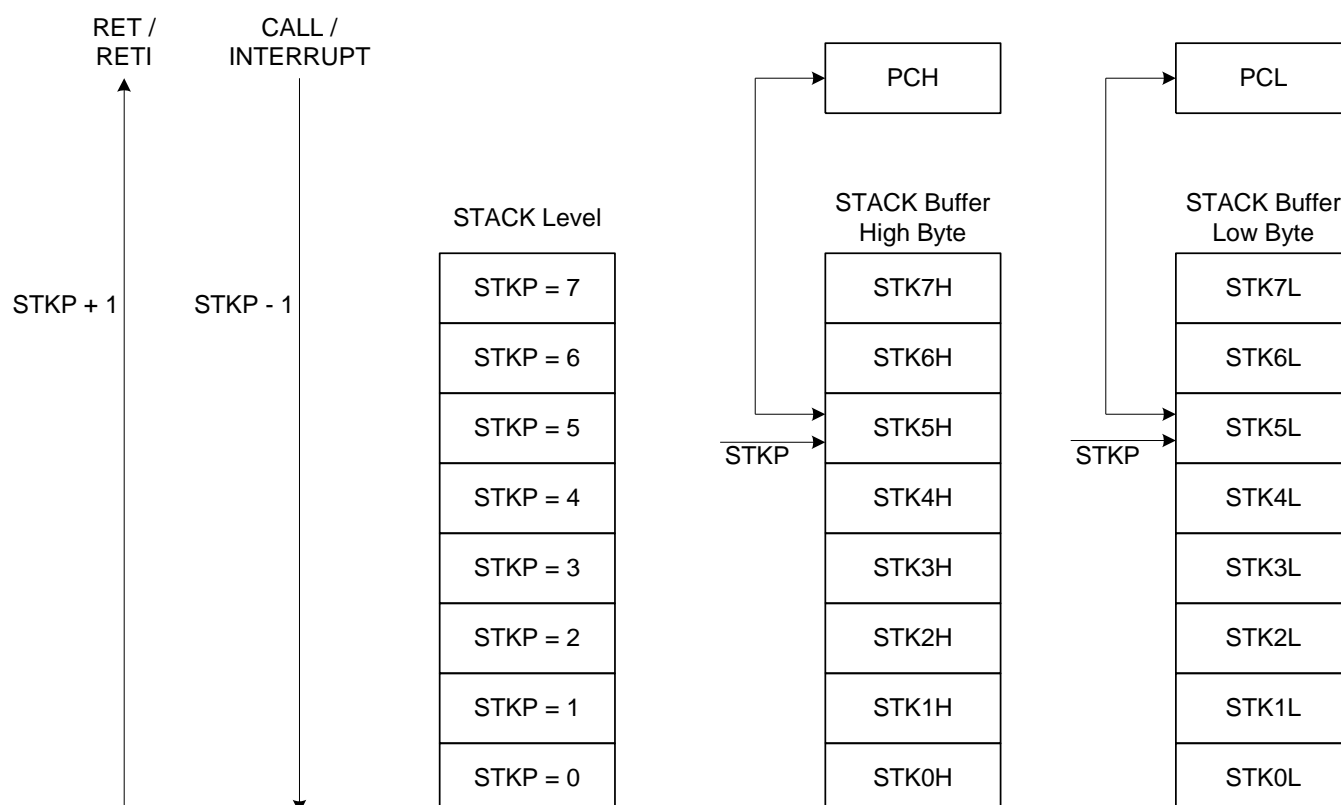 RET /
RETI
CALL /
INTERRUPT
PCH
PCL
STACK Level
STACK Buffer
High Byte
STACK Buffer
Low Byte
STKP + 1
STKP - 1
STKP = 7
STKP = 6
STKP = 5
STKP = 4
STKP = 3
STKP = 2
STKP = 1
STKP = 0
STKP
STK7H
STK6H
STK5H
STK4H
STK3H
STK2H
STK1H
STK0H
STKP
STK7L
STK6L
STK5L
STK4L
STK3L
STK2L
STK1L
STK0L